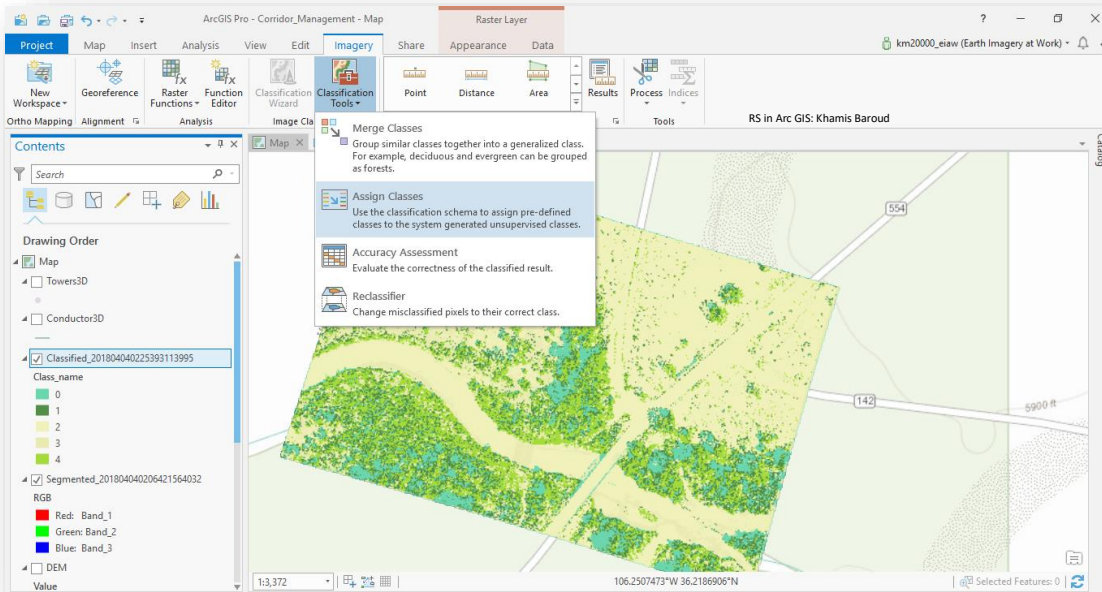 ArcGIS Pro - Corridor_Management - Map
Raster Layer
?
Project Map Insert Analysis View Edit Imagery Share Appearance Data
km20000_eiaw (Earth Imagery at Work)
New Workspace
Georeference
Raster Functions
Function Editor
Classification Wizard
Classification Tools
Point
Distance
Area
Results
Process
Indices
Ortho Mapping Alignment Analysis Image Cla Tools
RS in Arc GIS: Khamis Baroud
Contents
Map
Catalog
Search
Merge Classes
Group similar classes together into a generalized class.
For example, deciduous and evergreen can be grouped
as forests.
Assign Classes
Use the classification schema to assign pre-defined
classes to the system generated unsupervised classes.
Accuracy Assessment
Evaluate the correctness of the classified result.
Reclassifier
Change misclassified pixels to their correct class.
Drawing Order
Map
Towers3D
Conductor3D
Classified_201804040225393113995
Class_name
0
1
2
3
4
Segmented_201804040206421564032
RGB
Red: Band_1
Green: Band_2
Blue: Band_3
DEM
Value
554
142
5900 ft
1:3,372
106.2507473°W 36.2186906°N
Selected Features: 0